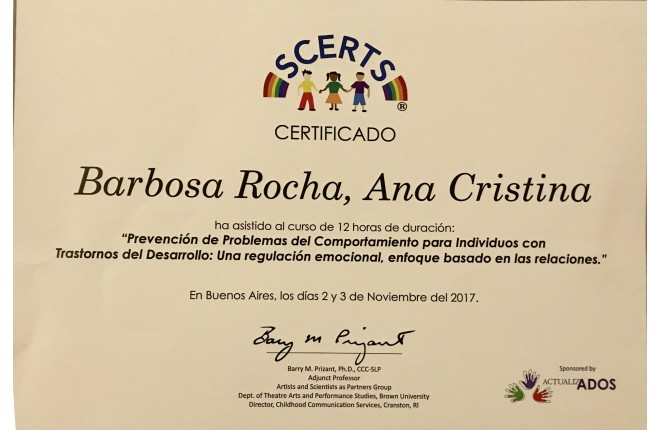 SCERTS
®
CERTIFICADO
Barbosa Rocha, Ana Cristina
ha asistido al curso de 12 horas de duración:
“Prevención de Problemas del Comportamiento para Individuos con
Trastornos del Desarrollo: Una regulación emocional, enfoque basado en las relaciones."
En Buenos Aires, los días 2 y 3 de Noviembre del 2017.
Barry M Prizant
Barry M. Prizant, Ph.D., CCC-SLP
Adjunct Professor
Artists and Scientists as Partners Group
Dept. of Theatre Arts and Performance Studies, Brown University
Director, Childhood Communication Services, Cranston, RI
Sponsored by
ACTUALIZADOS